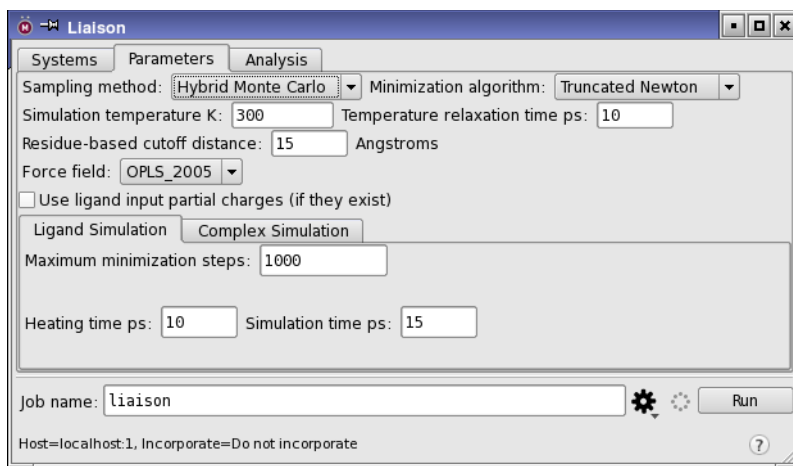 Liaison
Systems Parameters Analysis
Sampling method: Hybrid Monte Carlo Minimization algorithm: Truncated Newton
Simulation temperature K: 300 Temperature relaxation time ps: 10
Residue-based cutoff distance: 15 Angstroms
Force field: OPLS_2005
Use ligand input partial charges (if they exist)
Ligand Simulation Complex Simulation
Maximum minimization steps: 1000
Heating time ps: 10 Simulation time ps: 15
Job name: liaison Run
Host=localhost:1, Incorporate=Do not incorporate ?